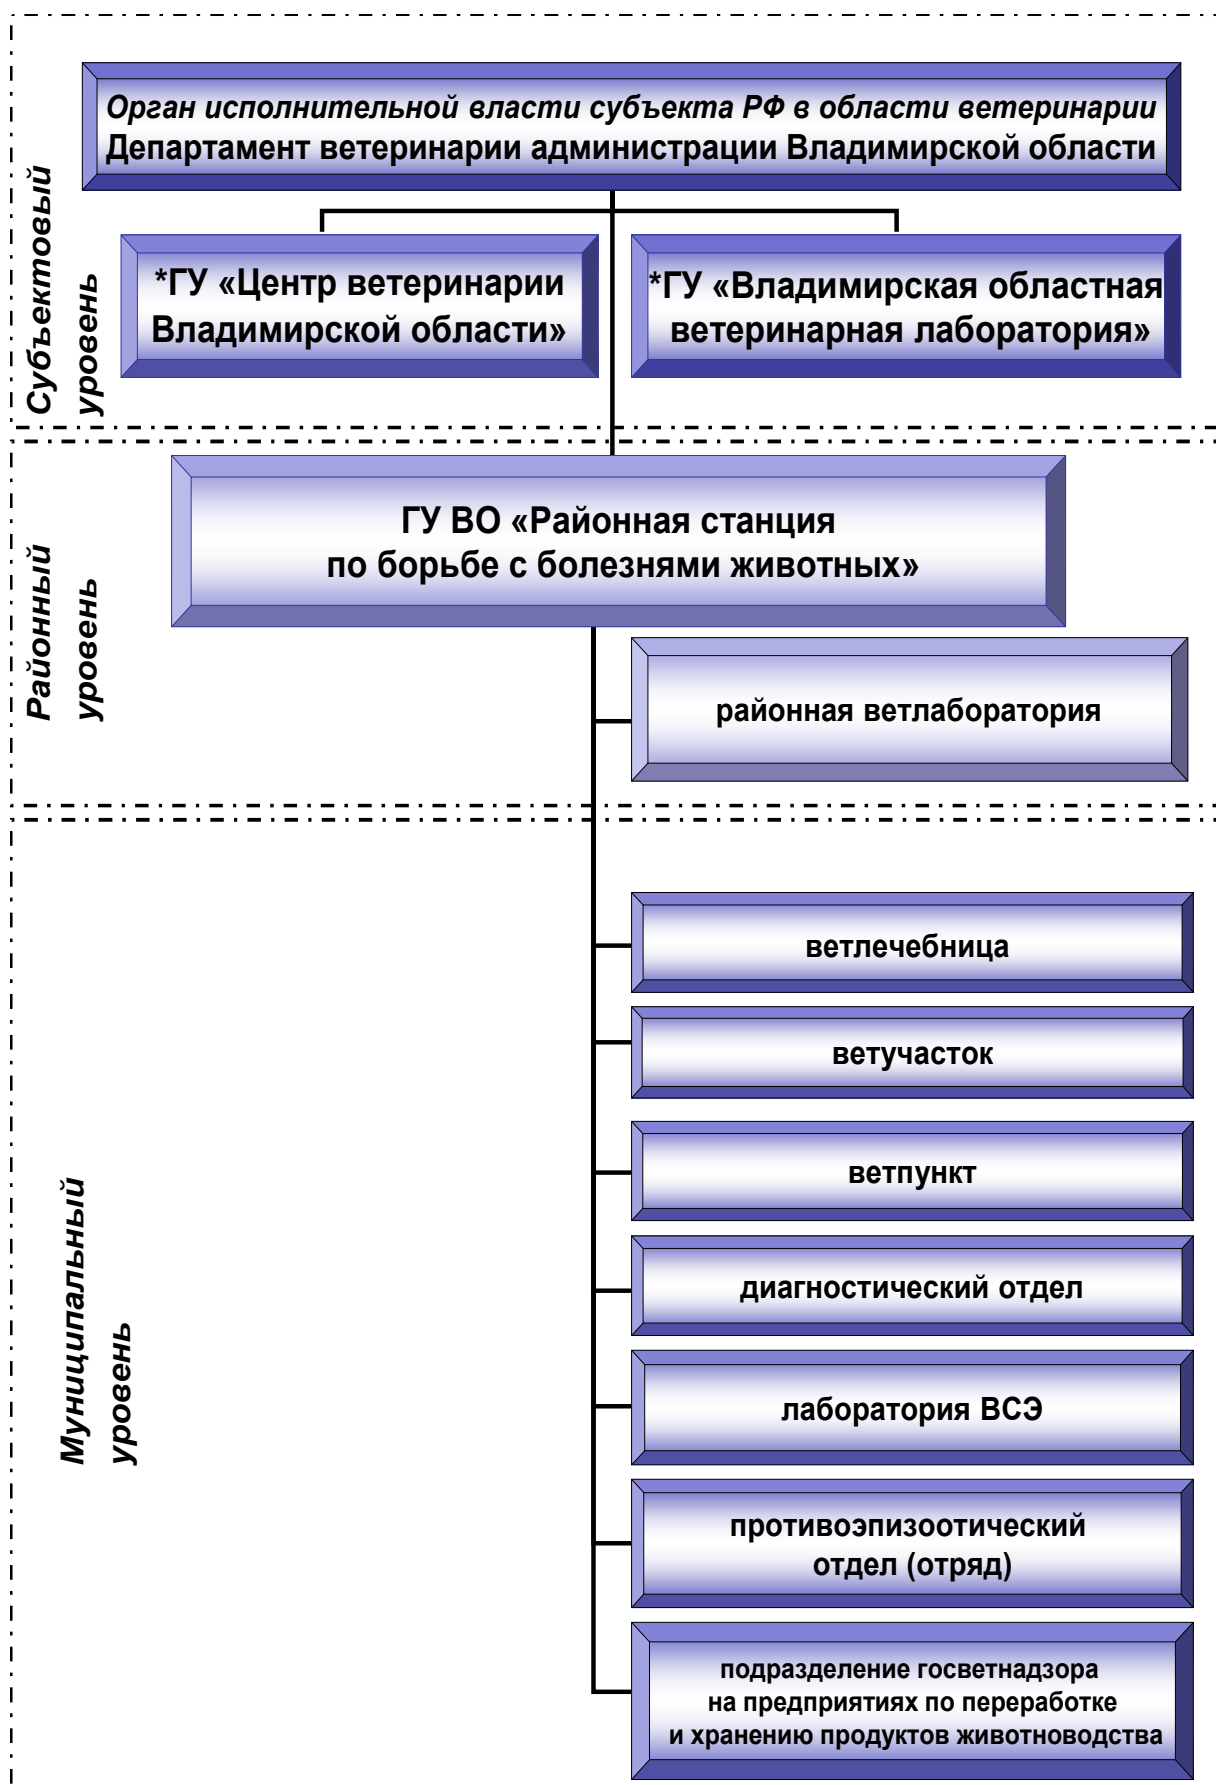 Орган исполнительной власти субъекта РФ в области ветеринарии
Департамент ветеринарии администрации Владимирской области
Субъектовый
уровень
*ГУ «Центр ветеринарии
Владимирской области»
*ГУ «Владимирская областная
ветеринарная лаборатория»
Районный
уровень
ГУ ВО «Районная станция
по борьбе с болезнями животных»
районная ветлаборатория
Муниципальный
уровень
ветлечебница
ветучасток
ветпункт
диагностический отдел
лаборатория ВСЭ
противоэпизоотический
отдел (отряд)
подразделение госветнадзора
на предприятиях по переработке
и хранению продуктов животноводства